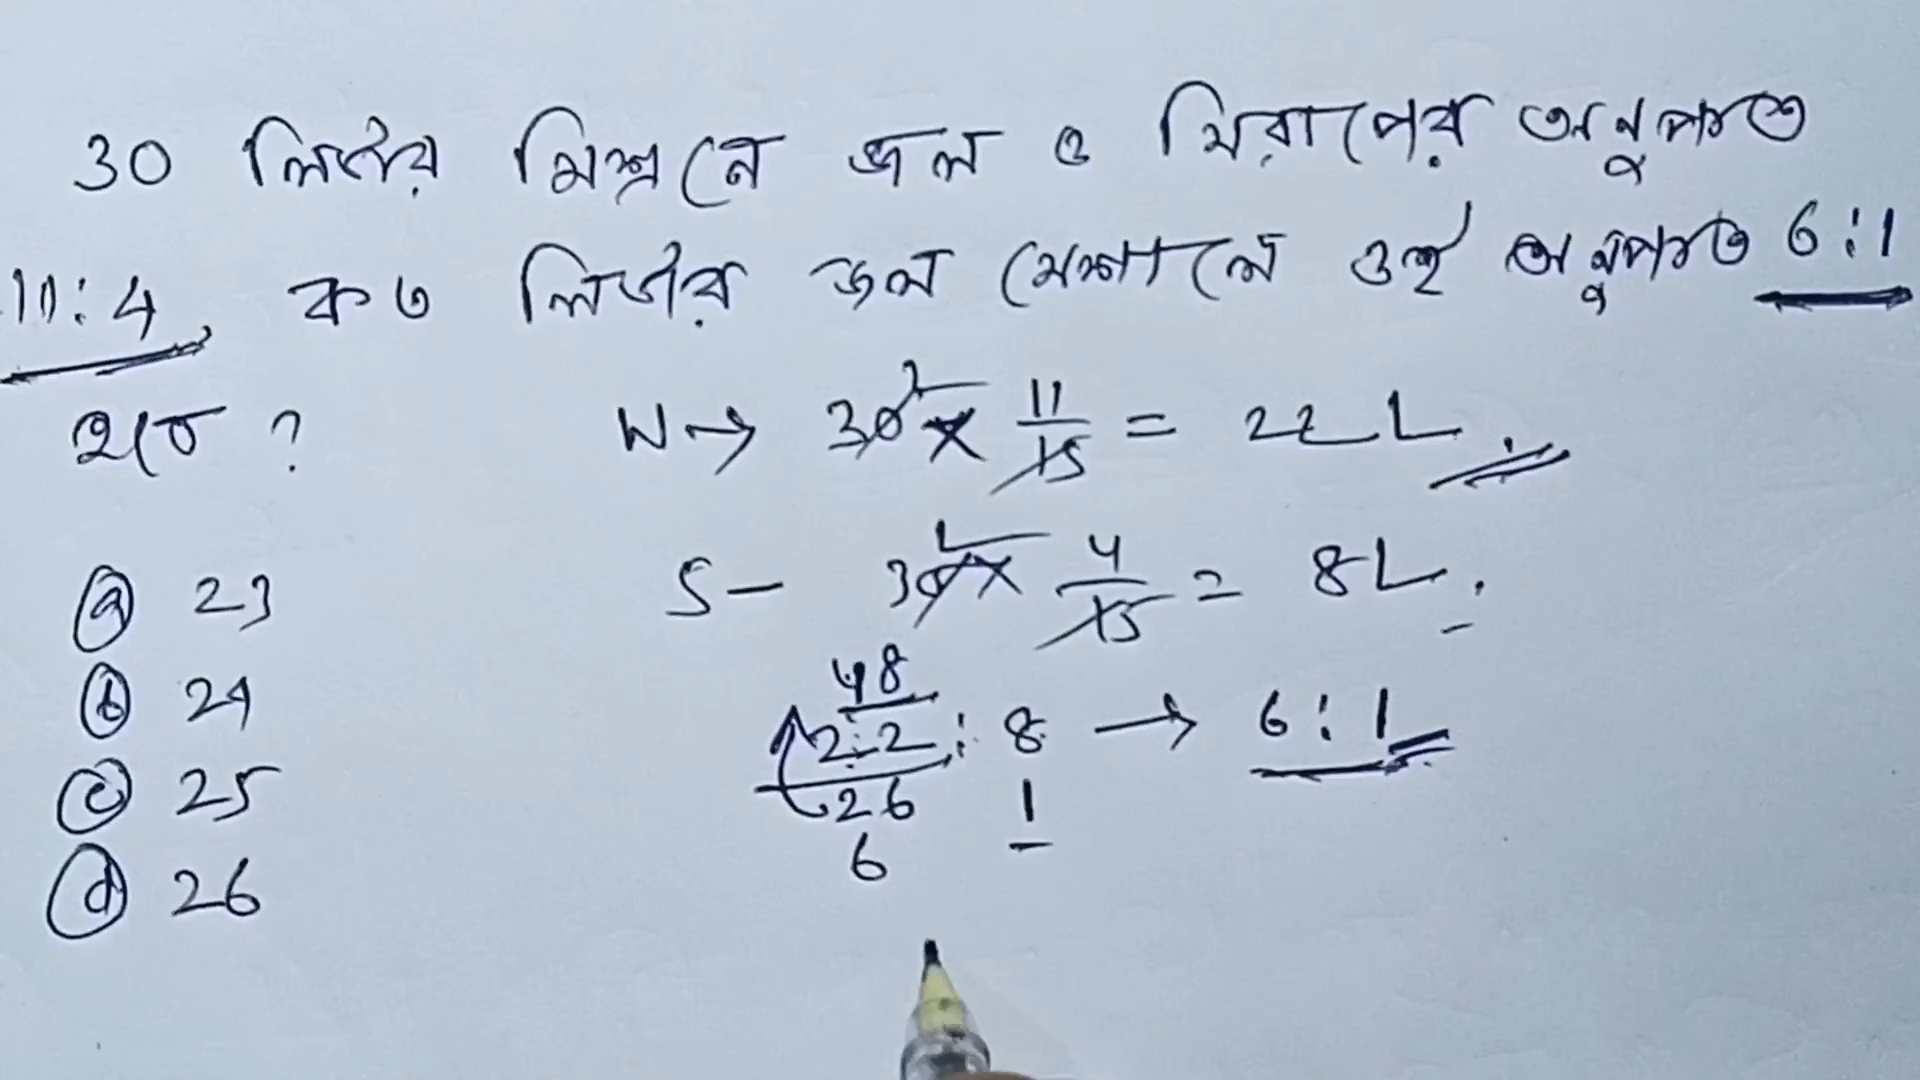 30 লিটার মিশ্রনে জল ও সিরাপের অনুপাত
11:4, কত লিটার জল মেশালে ওই অনুপাত 6:1
হবে ?
W → 30 × 11/15 = 22 L.
S - 30 × 4/15 = 8 L.
ⓐ 23
ⓑ 24
ⓒ 25
ⓓ 26
48
22 : 8 → 6 : 1
26 1
6